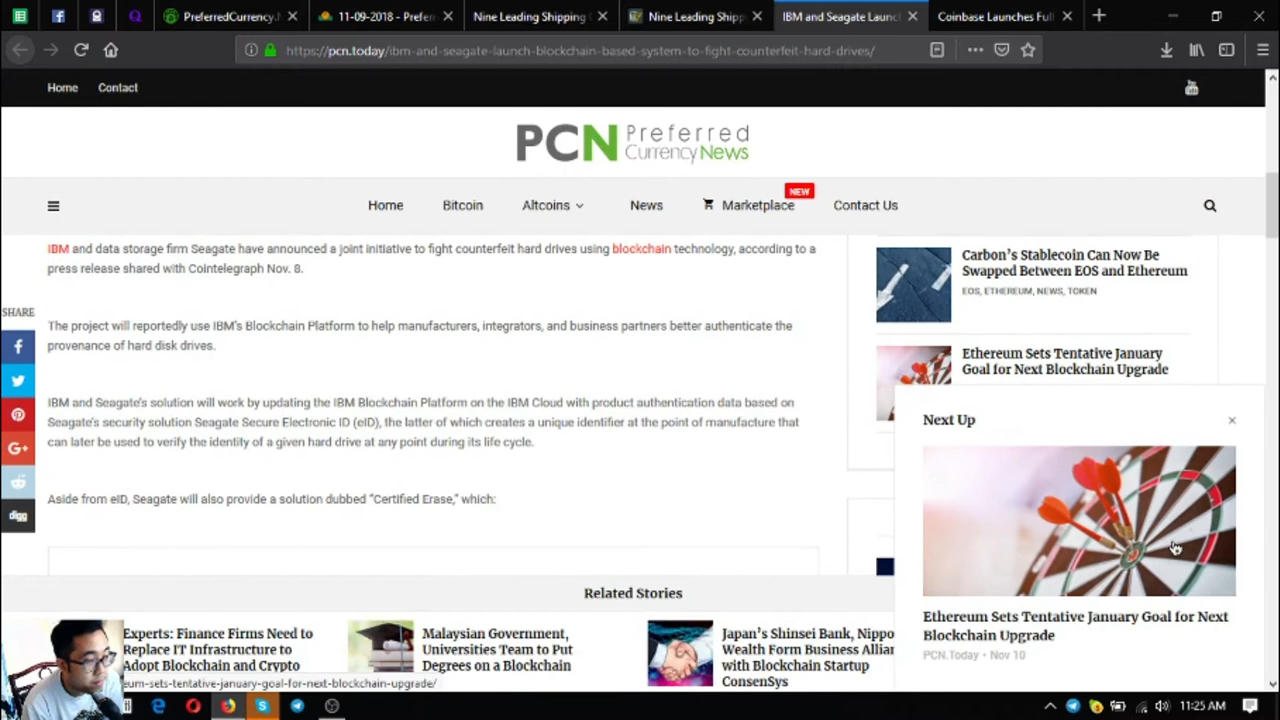 PreferredCurrency.N
11-09-2018 - Prefer
Nine Leading Shipping
Nine Leading Shipp
IBM and Seagate Launc
Coinbase Launches Full
https://pcn.today/ibm-and-seagate-launch-blockchain-based-system-to-fight-counterfeit-hard-drives/
Home
Contact
PCN Preferred
CurrencyNews
Home
Bitcoin
Altcoins
News
Marketplace
NEW
Contact Us
IBM and data storage firm Seagate have announced a joint initiative to fight counterfeit hard drives using blockchain technology, according to a
press release shared with Cointelegraph Nov. 8.
SHARE
The project will reportedly use IBM's Blockchain Platform to help manufacturers, integrators, and business partners better authenticate the
provenance of hard disk drives.
IBM and Seagate's solution will work by updating the IBM Blockchain Platform on the IBM Cloud with product authentication data based on
Seagate's security solution Seagate Secure Electronic ID (eID), the latter of which creates a unique identifier at the point of manufacture that
can later be used to verify the identity of a given hard drive at any point during its life cycle.
G+
digg
Aside from eID, Seagate will also provide a solution dubbed “Certified Erase,” which:
Carbon's Stablecoin Can Now Be
Swapped Between EOS and Ethereum
EOS, ETHEREUM, NEWS, TOKEN
Ethereum Sets Tentative January
Goal for Next Blockchain Upgrade
Next Up
Ethereum Sets Tentative January Goal for Next
Blockchain Upgrade
PCN.Today • Nov 10
Related Stories
Experts: Finance Firms Need to
Replace IT Infrastructure to
Adopt Blockchain and Crypto
Malaysian Government,
Universities Team to Put
Degrees on a Blockchain
Japan's Shinsei Bank, Nippo
Wealth Form Business Allian
with Blockchain Startup
ConsenSys
eum-sets-tentative-january-goal-for-next-blockchain-upgrade/
11:25 AM